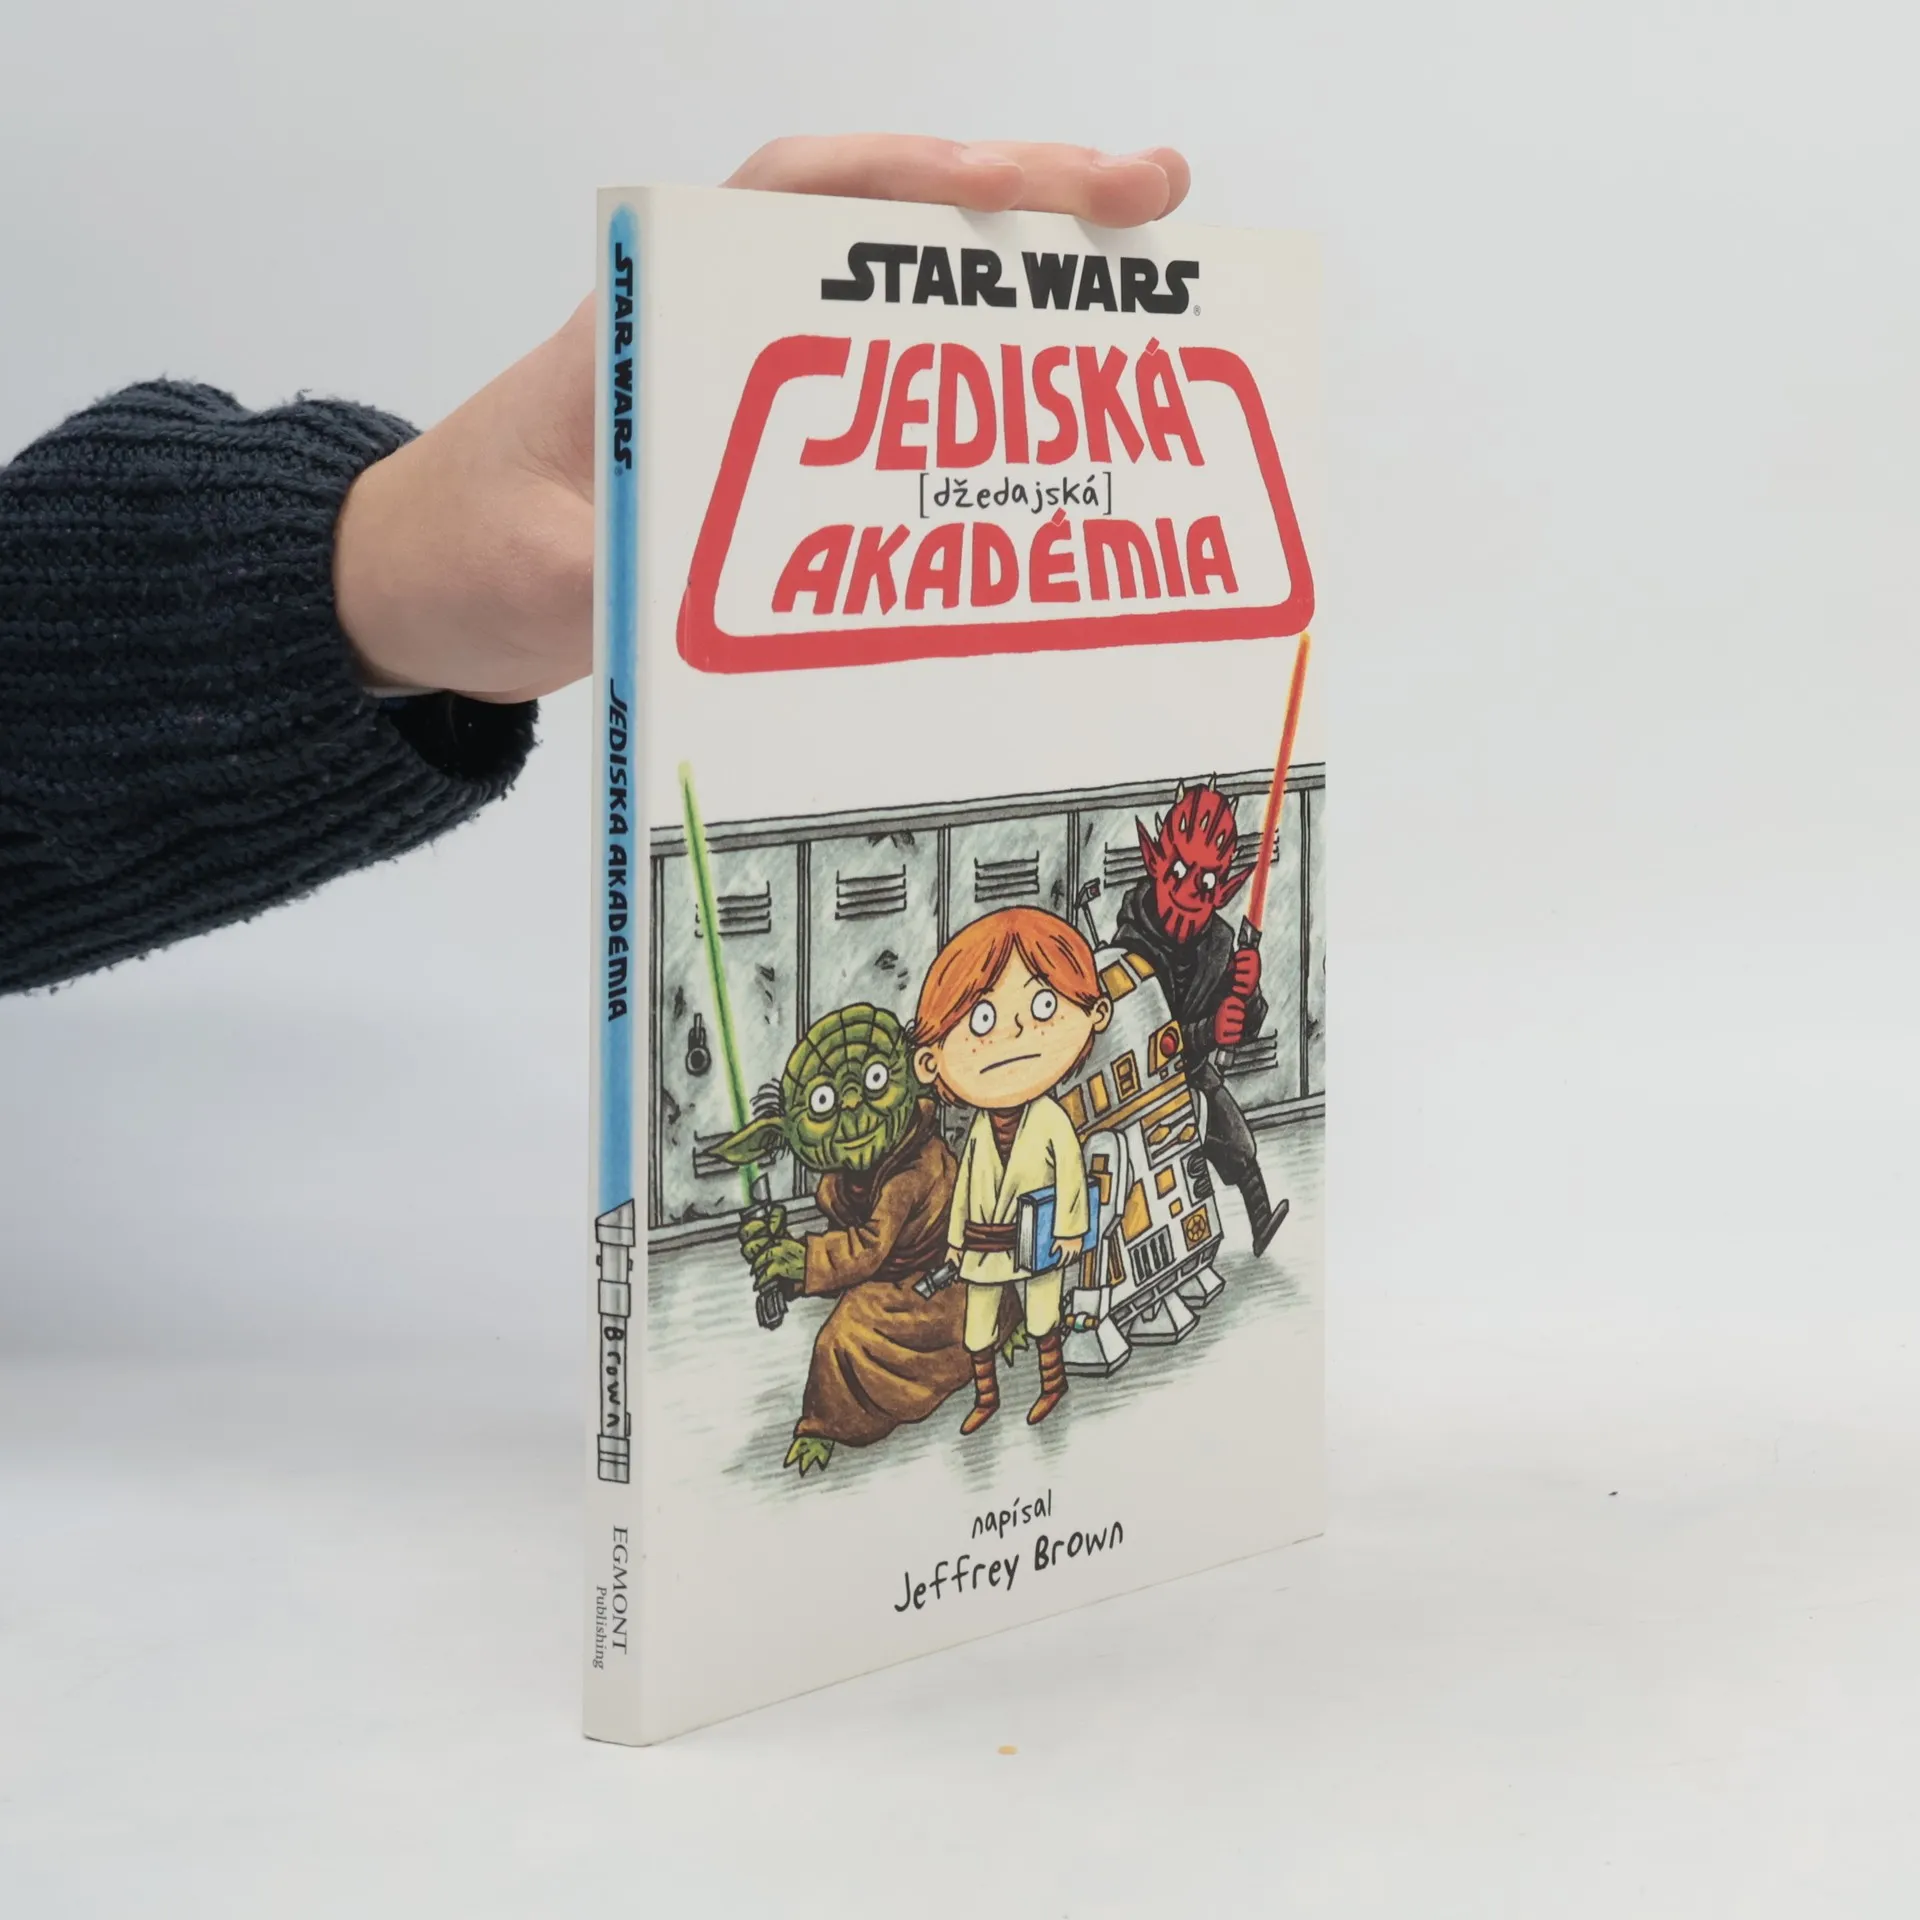 STAR WARS®
JEDISKÁ
[džedajská]
AKADÉMIA
napísal
Jeffrey Brown
STAR WARS®
JEDISKÁ AKADÉMIA
Brown
EGMONT
Publishing